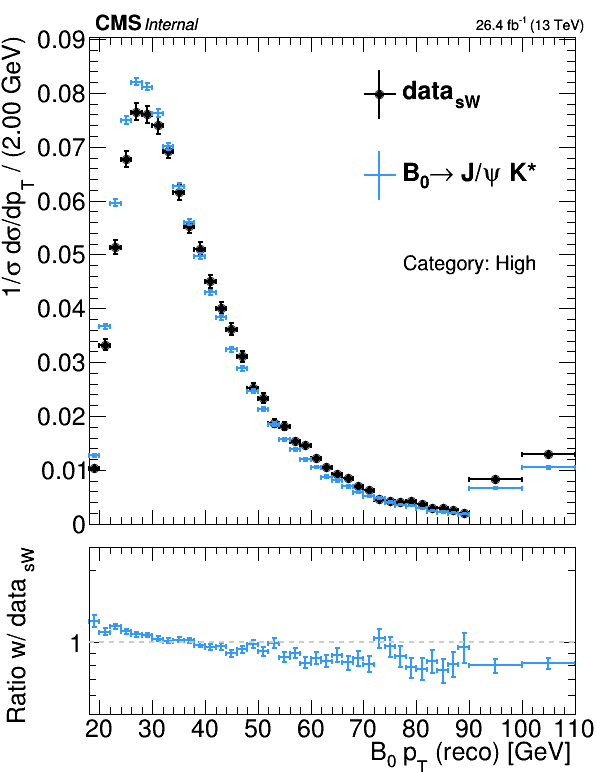 CMS Internal
26.4 fb⁻¹ (13 TeV)
1/σ dσ/dp_T / (2.00 GeV)
0.09
0.08
0.07
0.06
0.05
0.04
0.03
0.02
0.01
0
data_sW
B₀→ J/ψ K*
Category: High
Ratio w/ data_sW
1
20 30 40 50 60 70 80 90 100 110
B₀ p_T (reco) [GeV]